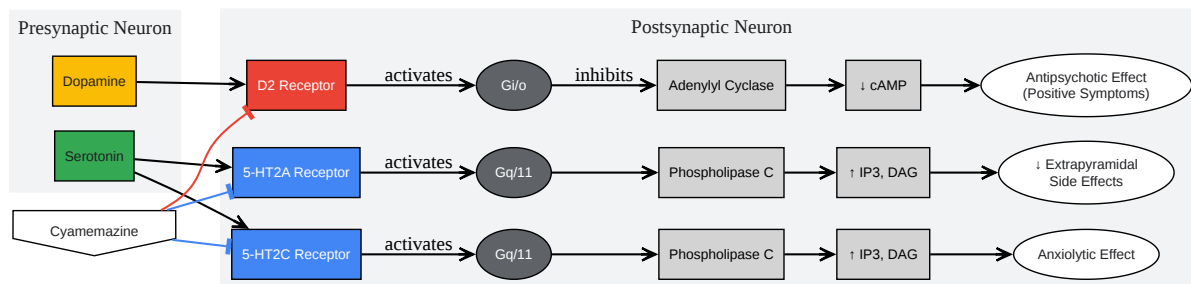 Presynaptic Neuron
Postsynaptic Neuron
Dopamine
D2 Receptor
activates
Gi/o
inhibits
Adenylyl Cyclase
↓ cAMP
Antipsychotic Effect
(Positive Symptoms)
Serotonin
5-HT2A Receptor
activates
Gq/11
Phospholipase C
↑ IP3, DAG
↓ Extrapyramidal
Side Effects
Cyamemazine
5-HT2C Receptor
activates
Gq/11
Phospholipase C
↑ IP3, DAG
Anxiolytic Effect